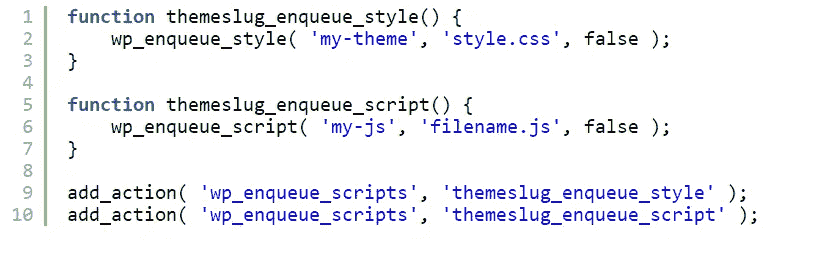 1 function themeslug_enqueue_style() {
2     wp_enqueue_style( 'my-theme', 'style.css', false );
3 }
4
5 function themeslug_enqueue_script() {
6     wp_enqueue_script( 'my-js', 'filename.js', false );
7 }
8
9 add_action( 'wp_enqueue_scripts', 'themeslug_enqueue_style' );
10 add_action( 'wp_enqueue_scripts', 'themeslug_enqueue_script' );